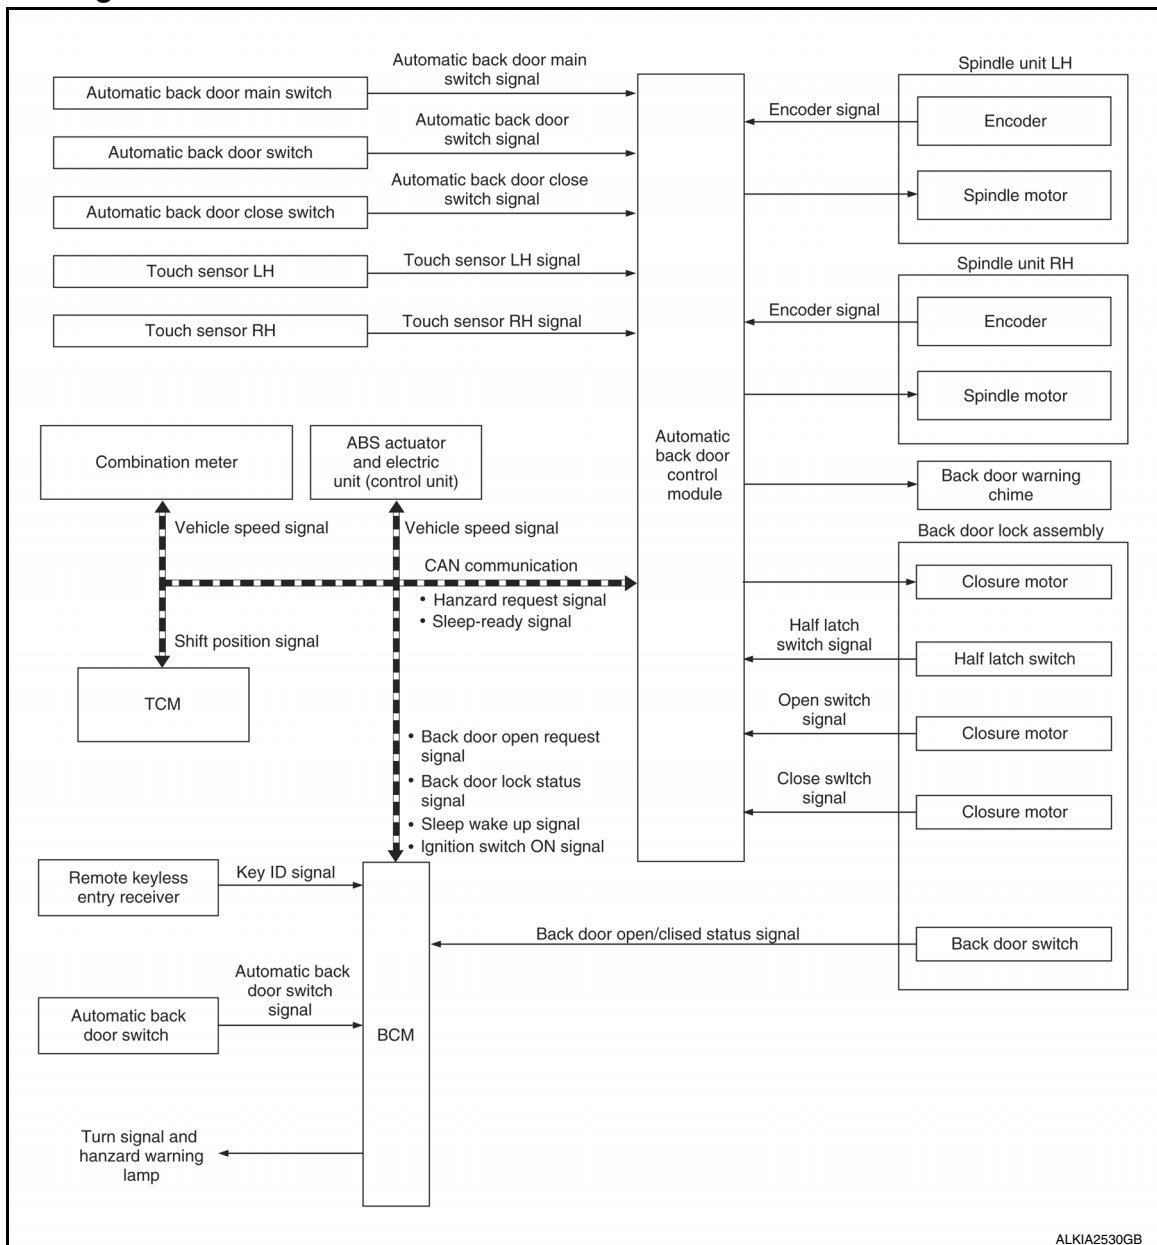 Automatic back door main
switch signal
Automatic back door main switch
Automatic back door
switch signal
Automatic back door switch
Automatic back door close
switch signal
Automatic back door close switch
Touch sensor LH
Touch sensor LH signal
Touch sensor RH
Touch sensor RH signal
Spindle unit LH
Encoder signal
Encoder
Spindle motor
Spindle unit RH
Encoder signal
Encoder
Spindle motor
Automatic
back door
control
module
Back door warning
chime
Back door lock assembly
Closure motor
Half latch
switch signal
Half latch switch
Open switch
signal
Closure motor
Close swltch
signal
Closure motor
Combination meter
ABS actuator
and electric
unit (control unit)
Vehicle speed signal
Vehicle speed signal
CAN communication
• Hanzard request signal
• Sleep-ready signal
Shift position signal
TCM
• Back door open request
signal
• Back door lock status
signal
• Sleep wake up signal
• Ignition switch ON signal
Remote keyless
entry receiver
Key ID signal
Back door open/clised status signal
Back door switch
Automatic back
door switch
signal
Automatic back
door switch
BCM
Turn signal and
hanzard warning
lamp
ALKIA2530GB